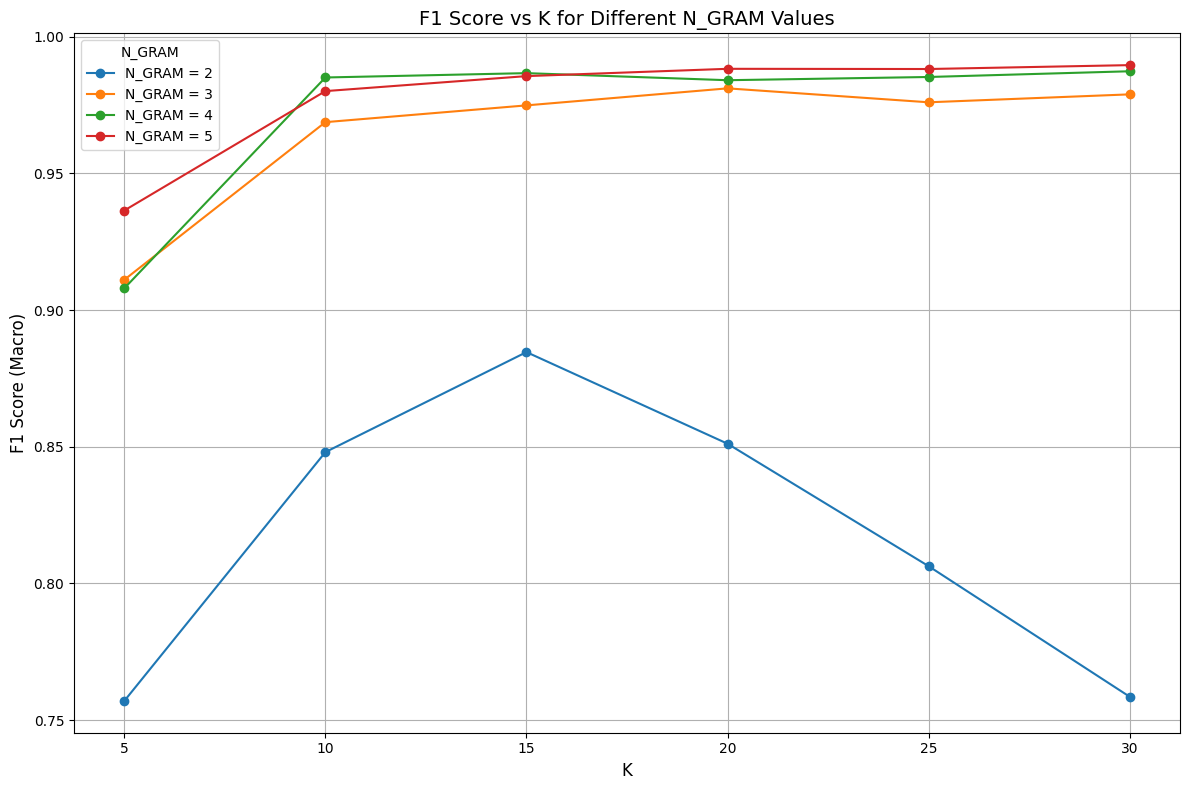 F1 Score vs K for Different N_GRAM Values
N_GRAM
N_GRAM = 2
N_GRAM = 3
N_GRAM = 4
N_GRAM = 5
F1 Score (Macro)
1.00
0.95
0.90
0.85
0.80
0.75
5 10 15 20 25 30
K